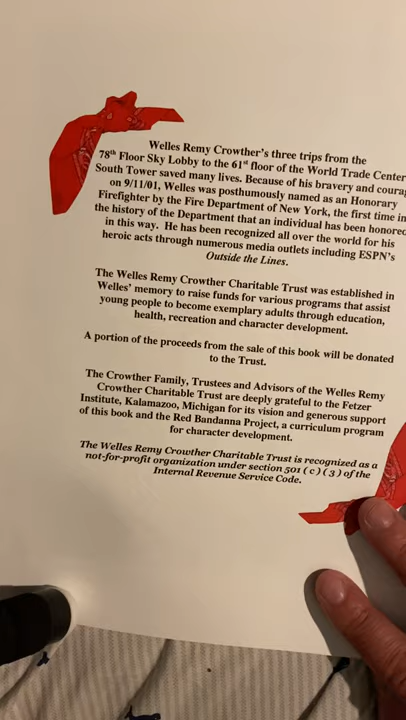 Welles Remy Crowther's three trips from the
78th Floor Sky Lobby to the 61st floor of the World Trade Center
South Tower saved many lives. Because of his bravery and coura
on 9/11/01, Welles was posthumously named as an Honorary
Firefighter by the Fire Department of New York, the first time in
the history of the Department that an individual has been honored
in this way. He has been recognized all over the world for his
heroic acts through numerous media outlets including ESPN's
Outside the Lines.
The Welles Remy Crowther Charitable Trust was established in
Welles' memory to raise funds for various programs that assist
young people to become exemplary adults through education,
health, recreation and character development.
A portion of the proceeds from the sale of this book will be donated
to the Trust.
The Crowther Family, Trustees and Advisors of the Welles Remy
Crowther Charitable Trust are deeply grateful to the Fetzer
Institute, Kalamazoo, Michigan for its vision and generous support
of this book and the Red Bandanna Project, a curriculum program
for character development.
The Welles Remy Crowther Charitable Trust is recognized as a
not-for-profit organization under section 501 ( c ) ( 3 ) of the
Internal Revenue Service Code.